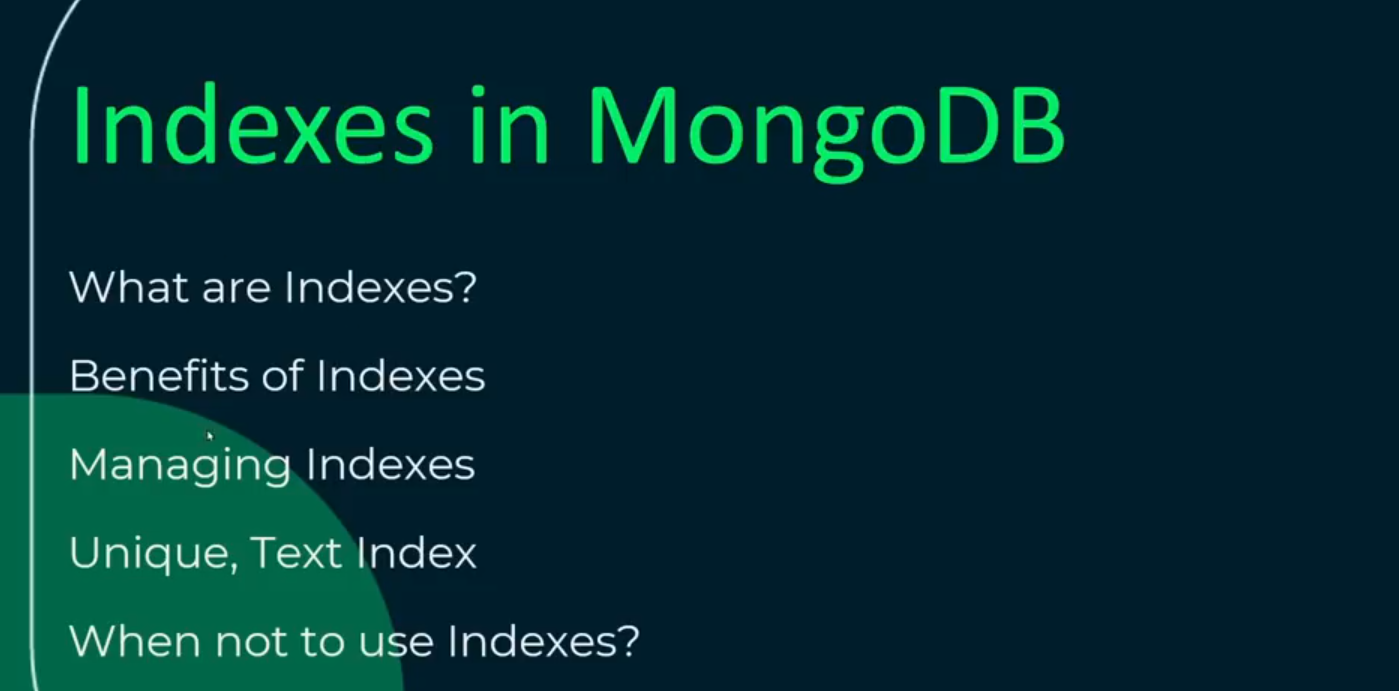 Indexes in MongoDB
What are Indexes?
Benefits of Indexes
Managing Indexes
Unique, Text Index
When not to use Indexes?